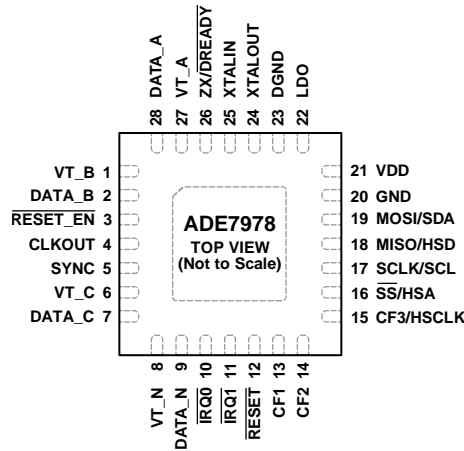 28 DATA_A
27 VT_A
26 ZX/DREADY
25 XTALIN
24 XTALOUT
23 DGND
22 LDO
VT_B 1
DATA_B 2
RESET_EN 3
CLKOUT 4
SYNC 5
VT_C 6
DATA_C 7
ADE7978
TOP VIEW
(Not to Scale)
21 VDD
20 GND
19 MOSI/SDA
18 MISO/HSD
17 SCLK/SCL
16 SS/HSA
15 CF3/HSCLK
VT_N 8
DATA_N 9
IRQ0 10
IRQ1 11
RESET 12
CF1 13
CF2 14